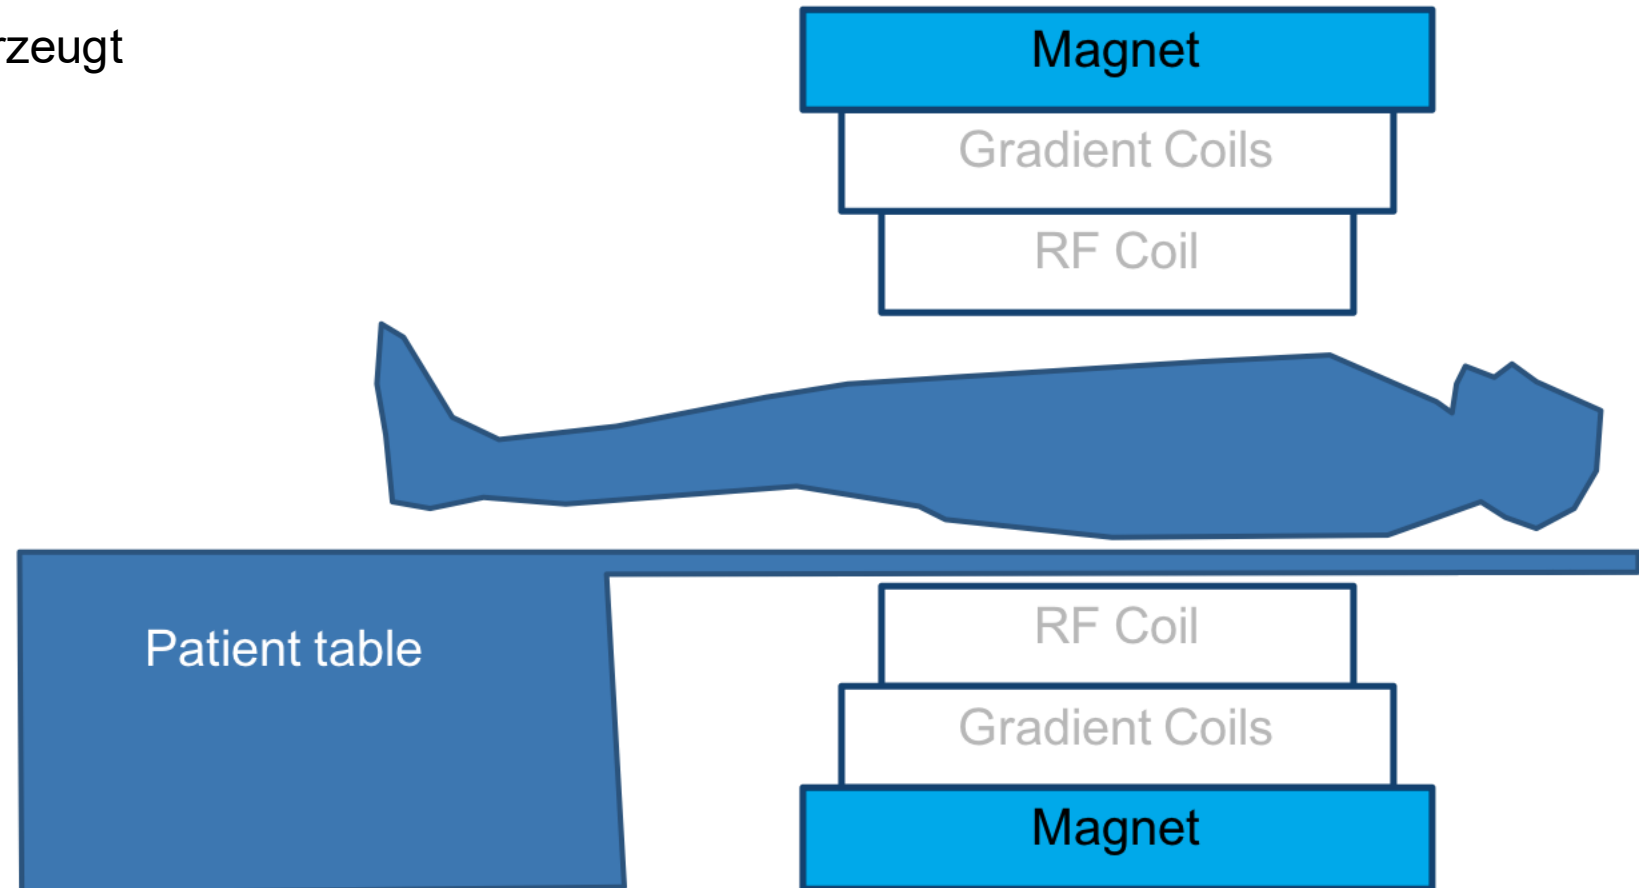 rzeugt
Magnet
Gradient Coils
RF Coil
RF Coil
Patient table
Gradient Coils
Magnet